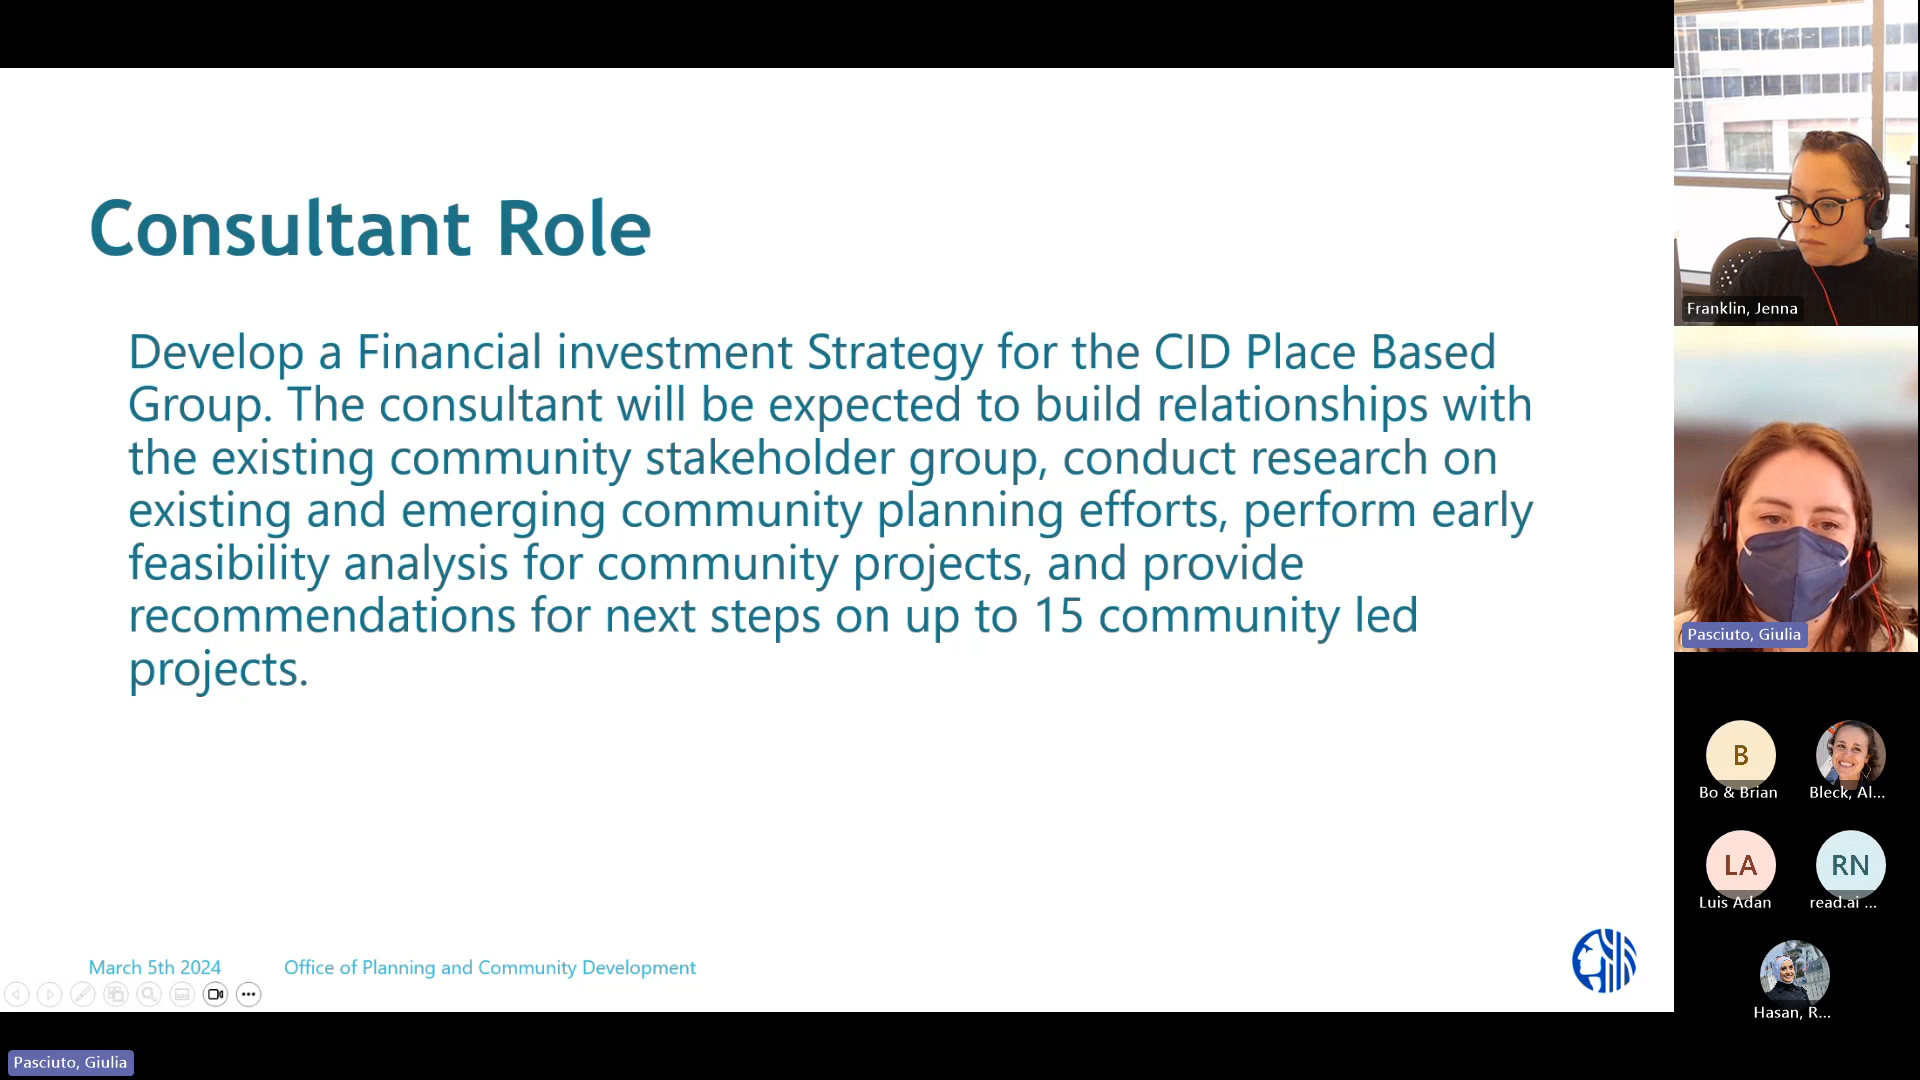 Consultant Role
Develop a Financial investment Strategy for the CID Place Based
Group. The consultant will be expected to build relationships with
the existing community stakeholder group, conduct research on
existing and emerging community planning efforts, perform early
feasibility analysis for community projects, and provide
recommendations for next steps on up to 15 community led
projects.
March 5th 2024
Office of Planning and Community Development
Pasciuto, Giulia
Franklin, Jenna
Pasciuto, Giulia
B
Bo & Brian
Bleck, Al...
LA
Luis Adan
RN
read.ai ...
Hasan, R...